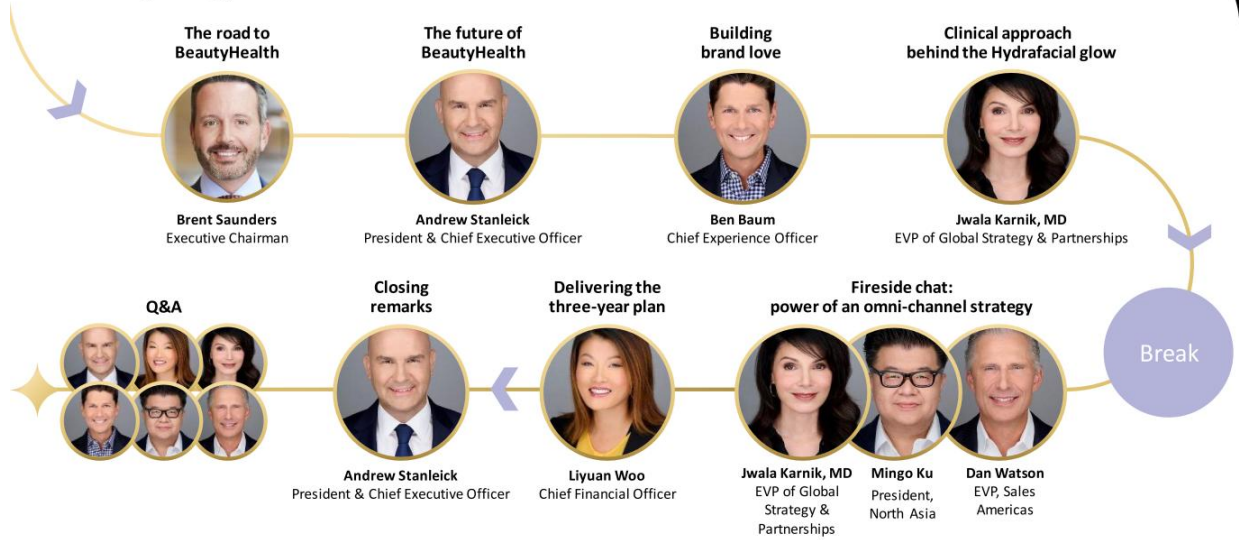 The road to
BeautyHealth
The future of
BeautyHealth
Building
brand love
Clinical approach
behind the Hydrafacial glow
Brent Saunders
Executive Chairman
Andrew Stanleick
President & Chief Executive Officer
Ben Baum
Chief Experience Officer
Jwala Karnik, MD
EVP of Global Strategy & Partnerships
Break
Fireside chat:
power of an omni-channel strategy
Jwala Karnik, MD
EVP of Global
Strategy &
Partnerships
Mingo Ku
President,
North Asia
Dan Watson
EVP, Sales
Americas
Delivering the
three-year plan
Liyuan Woo
Chief Financial Officer
Closing
remarks
Andrew Stanleick
President & Chief Executive Officer
Q&A